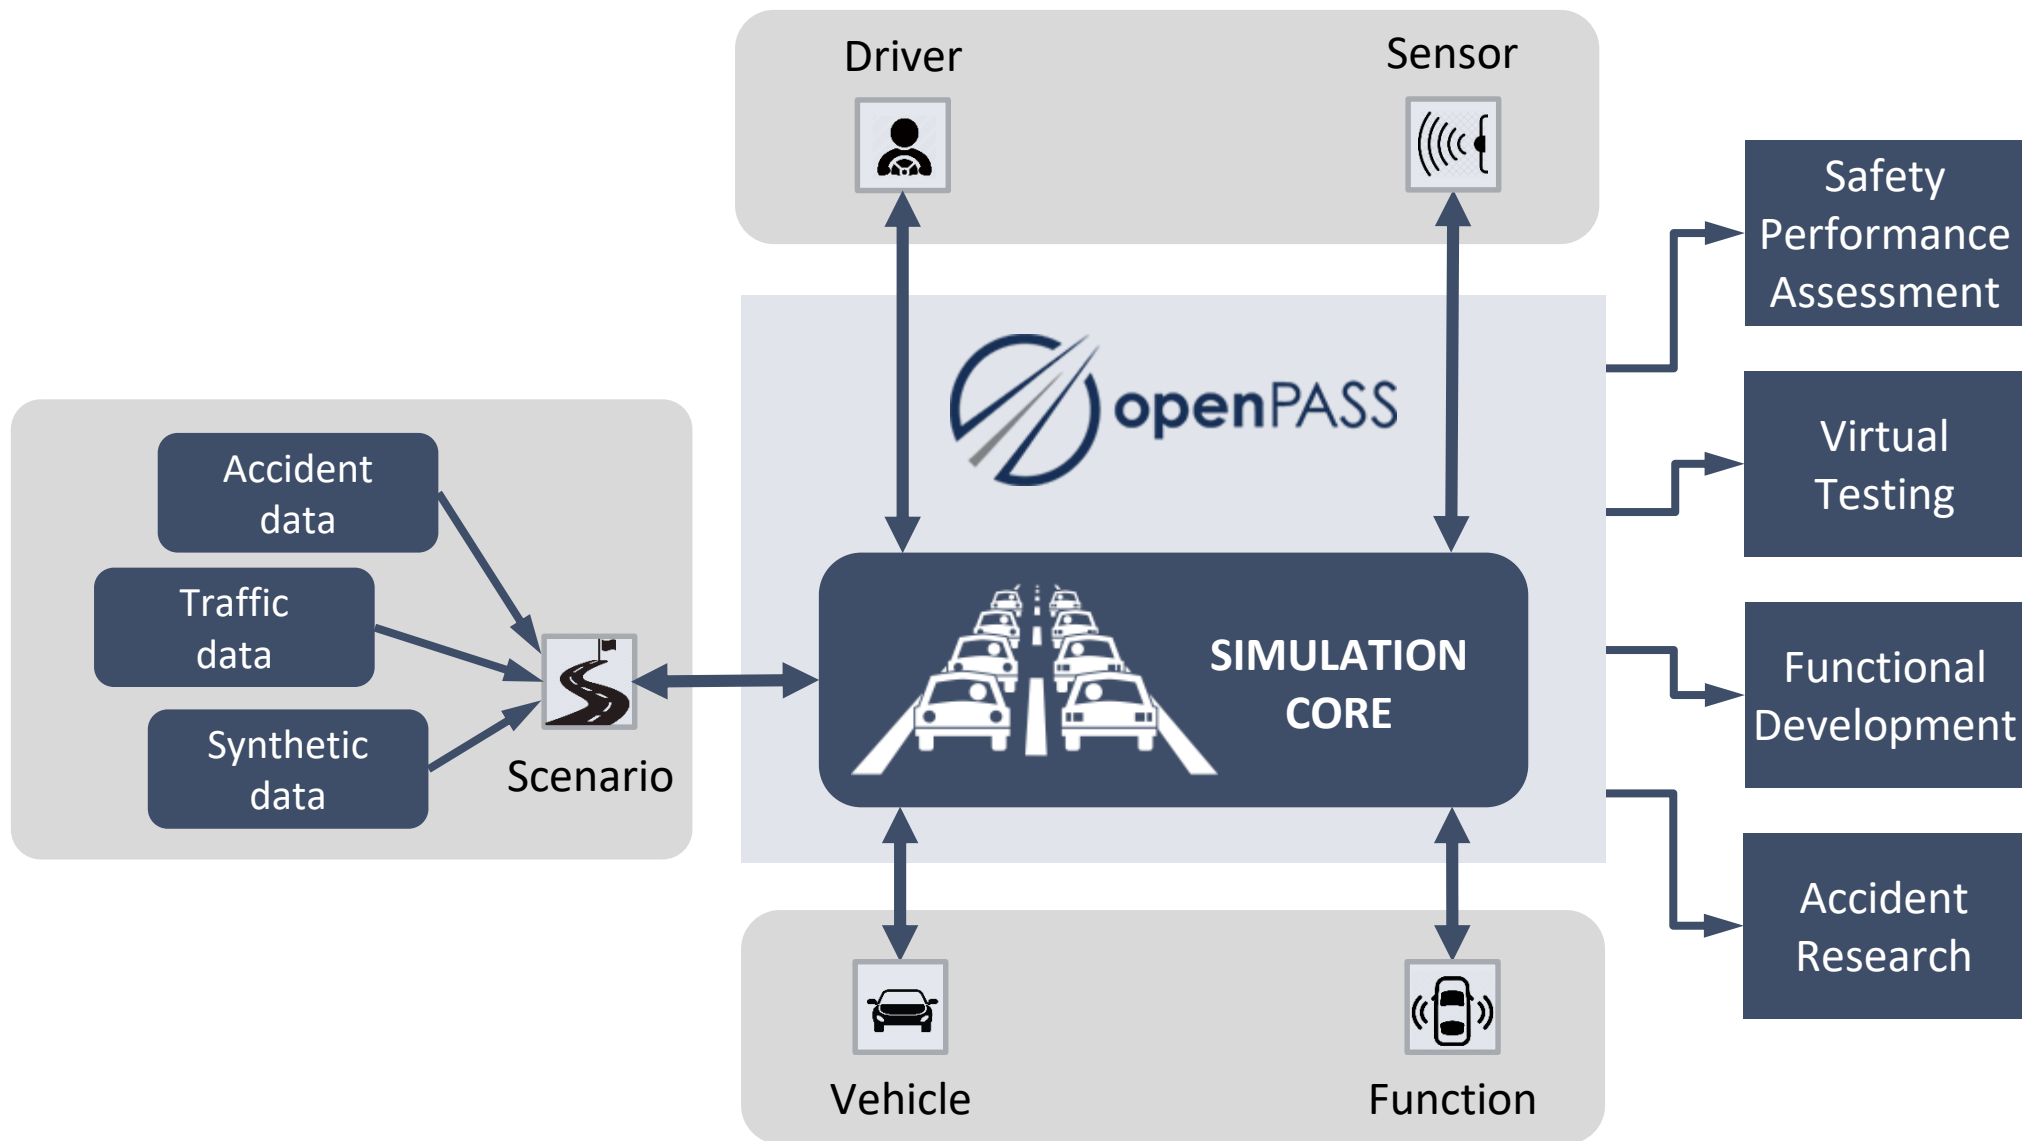 Driver
Sensor
openPASS
Accident
data
Traffic
data
Synthetic
data
Scenario
SIMULATION
CORE
Vehicle
Function
Safety
Performance
Assessment
Virtual
Testing
Functional
Development
Accident
Research